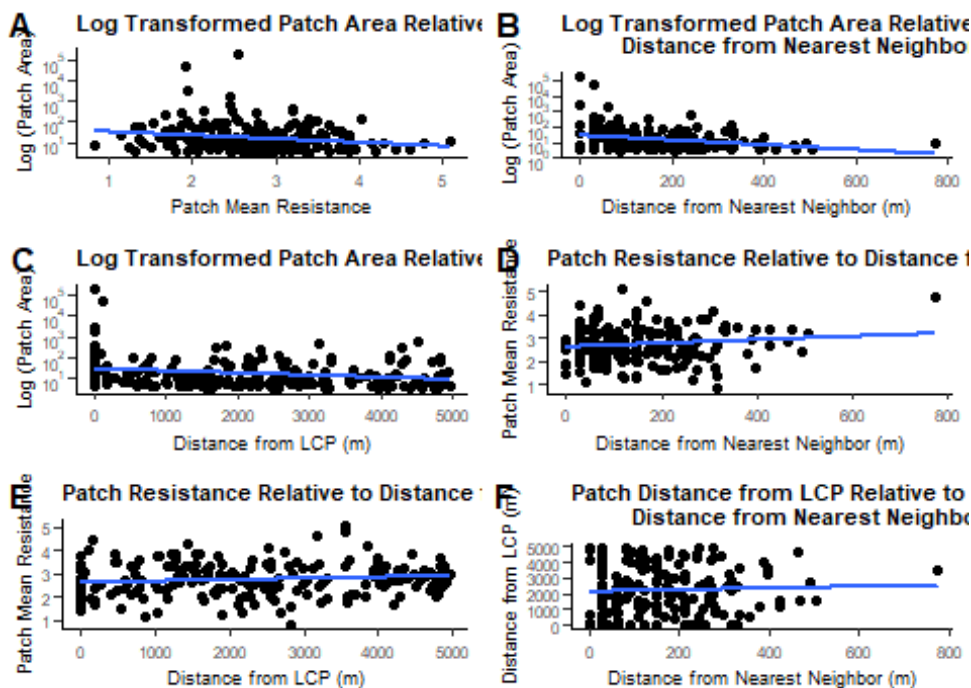 A
Log Transformed Patch Area Relative
Log (Patch Area)
10^5
10^4
10^3
10^2
10^1
1
2
3
4
5
Patch Mean Resistance
B
Log Transformed Patch Area Relative
Distance from Nearest Neighbo
Log (Patch Area)
10^5
10^4
10^3
10^2
10^1
10^0
0
200
400
600
800
Distance from Nearest Neighbor (m)
C
Log Transformed Patch Area Relative
Log (Patch Area)
10^5
10^4
10^3
10^2
10^1
0
1000
2000
3000
4000
5000
Distance from LCP (m)
D
Patch Resistance Relative to Distance f
Patch Mean Resistance
5
4
3
2
1
0
200
400
600
800
Distance from Nearest Neighbor (m)
E
Patch Resistance Relative to Distance
Patch Mean Resistance
5
4
3
2
1
0
1000
2000
3000
4000
5000
Distance from LCP (m)
F
Patch Distance from LCP Relative to
Distance from Nearest Neighbo
Distance from LCP (m)
5000
4000
3000
2000
1000
0
0
200
400
600
800
Distance from Nearest Neighbor (m)